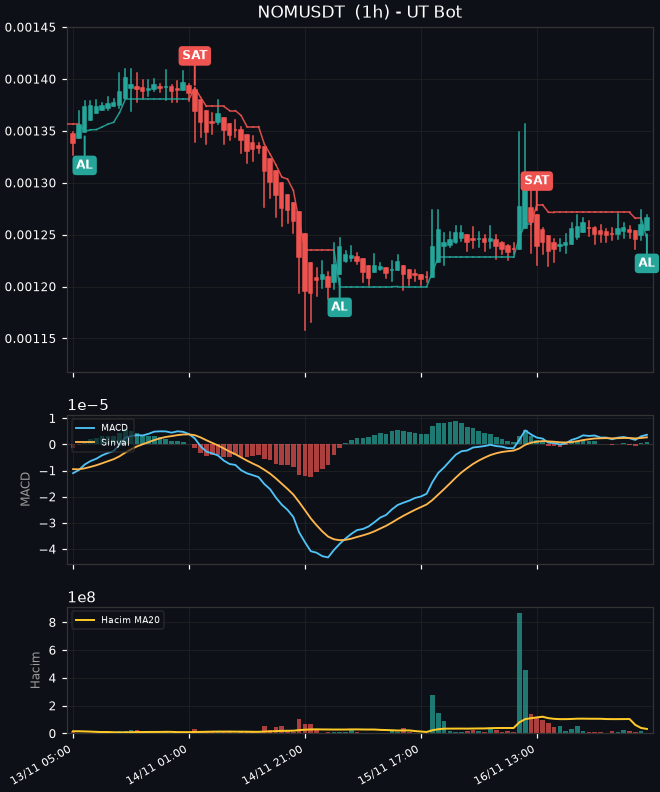 NOMUSDT  (1h) - UT Bot
0.00145
0.00140
0.00135
0.00130
0.00125
0.00120
0.00115
AL
SAT
AL
SAT
AL
1e−5
MACD
Sinyal
MACD
1
0
−1
−2
−3
−4
1e8
Hacim MA20
Hacim
8
6
4
2
0
13/11 05:00
14/11 01:00
14/11 21:00
15/11 17:00
16/11 13:00